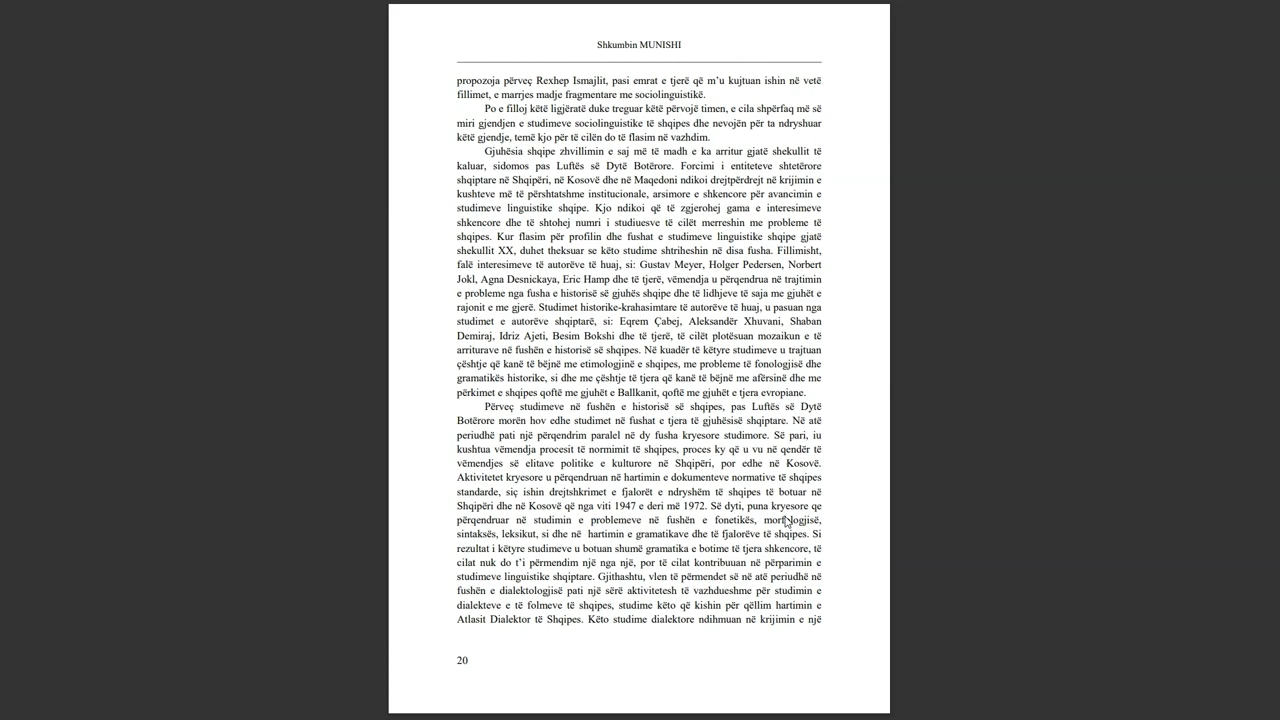 Shkumbin MUNISHI
propozoja përveç Rexhep Ismajlit, pasi emrat e tjerë që m'u kujtuan ishin në vetë
fillimet, e marrjes madje fragmentare me sociolinguistikë.
Po e filloj këtë ligjëratë duke treguar këtë përvojë timen, e cila shpërfaq më së
miri gjendjen e studimeve sociolinguistike të shqipes dhe nevojën për ta ndryshuar
këtë gjendje, temë kjo për të cilën do të flasim në vazhdim.
Gjuhësia shqipe zhvillimin e saj më të madh e ka arritur gjatë shekullit të
kaluar, sidomos pas Luftës së Dytë Botërore. Forcimi i entiteteve shtetërore
shqiptare në Shqipëri, në Kosovë dhe në Maqedoni ndikoi drejtpërdrejt në krijimin e
kushteve më të përshtatshme institucionale, arsimore e shkencore për avancimin e
studimeve linguistike shqipe. Kjo ndikoi që të zgjerohej gama e interesimeve
shkencore dhe të shtohej numri i studiuesve të cilët merreshin me probleme të
shqipes. Kur flasim për profilin dhe fushat e studimeve linguistike shqipe gjatë
shekullit XX, duhet theksuar se këto studime shtriheshin në disa fusha. Fillimisht,
falë interesimeve të autorëve të huaj, si: Gustav Meyer, Holger Pedersen, Norbert
Jokl, Agna Desnickaya, Eric Hamp dhe të tjerë, vëmendja u përqendrua në trajtimin
e probleme nga fusha e historisë së gjuhës shqipe dhe të lidhjeve të saja me gjuhët e
rajonit e me gjerë. Studimet historike-krahasimtare të autorëve të huaj, u pasuan nga
studimet e autorëve shqiptarë, si: Eqrem Çabej, Aleksandër Xhuvani, Shaban
Demiraj, Idriz Ajeti, Besim Bokshi dhe të tjerë, të cilët plotësuan mozaikun e të
arriturave në fushën e historisë së shqipes. Në kuadër të këtyre studimeve u trajtuan
çështje që kanë të bëjnë me etimologjinë e shqipes, me probleme të fonologjisë dhe
gramatikës historike, si dhe me çështje të tjera që kanë të bëjnë me afërsinë dhe me
përkimet e shqipes qoftë me gjuhët e Ballkanit, qoftë me gjuhët e tjera evropiane.
Përveç studimeve në fushën e historisë së shqipes, pas Luftës së Dytë
Botërore morën hov edhe studimet në fushat e tjera të gjuhësisë shqiptare. Në atë
periudhë pati një përqendrim paralel në dy fusha kryesore studimore. Së pari, iu
kushtua vëmendja procesit të normimit të shqipes, proces ky që u vu në qendër të
vëmendjes së elitave politike e kulturore në Shqipëri, por edhe në Kosovë.
Aktivitetet kryesore u përqendruan në hartimin e dokumenteve normative të shqipes
standarde, siç ishin drejtshkrimet e fjalorët e ndryshëm të shqipes të botuar në
Shqipëri dhe në Kosovë që nga viti 1947 e deri më 1972. Së dyti, puna kryesore qe
përqendruar në studimin e problemeve në fushën e fonetikës, morfologjisë,
sintaksës, leksikut, si dhe në hartimin e gramatikave dhe të fjalorëve të shqipes. Si
rezultat i këtyre studimeve u botuan shumë gramatika e botime të tjera shkencore, të
cilat nuk do t'i përmendim një nga një, por të cilat kontribuuan në përparimin e
studimeve linguistike shqiptare. Gjithashtu, vlen të përmendet së në atë periudhë në
fushën e dialektologjisë pati një sërë aktivitetesh të vazhdueshme për studimin e
dialekteve e të folmeve të shqipes, studime këto që kishin për qëllim hartimin e
Atlasit Dialektor të Shqipes. Këto studime dialektore ndihmuan në krijimin e një
20